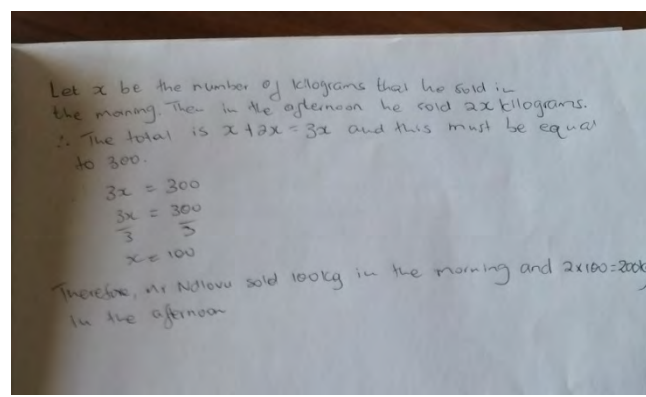 Let x be the number of kilograms that he sold in
the morning. Then in the afternoon he sold 2x kilograms.
∴ The total is x + 2x = 3x and this must be equal
to 300.
3x = 300
3x = 300
3 3
x = 100
Therefore, Mr Ndlovu sold 100kg in the morning and 2x100=200k
in the afternoon